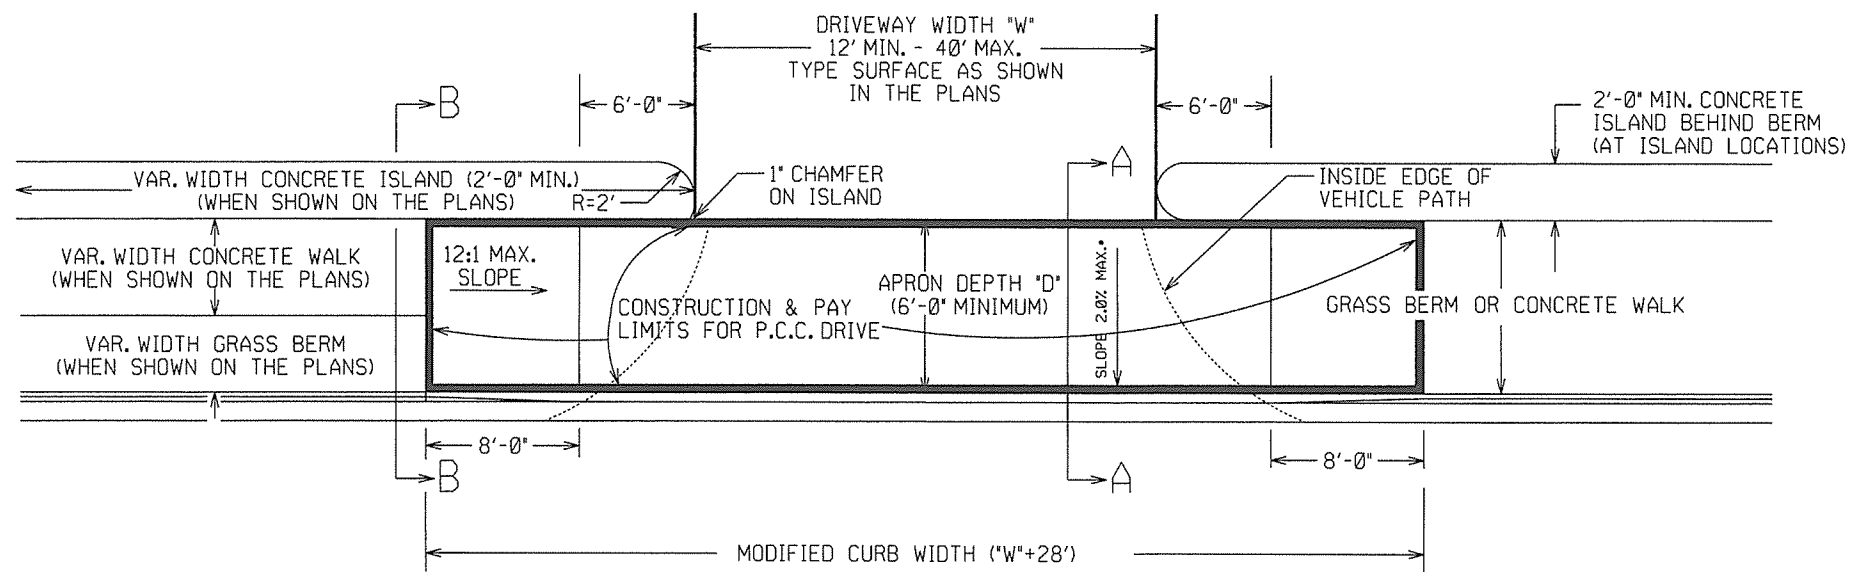 DRIVEWAY WIDTH "W"
12' MIN. - 40' MAX.
TYPE SURFACE AS SHOWN
IN THE PLANS
B
6'-0"
6'-0"
2'-0" MIN. CONCRETE
ISLAND BEHIND BERM
(AT ISLAND LOCATIONS)
A
VAR. WIDTH CONCRETE ISLAND (2'-0" MIN.)
(WHEN SHOWN ON THE PLANS)
R=2'
1" CHAMFER
ON ISLAND
INSIDE EDGE OF
VEHICLE PATH
VAR. WIDTH CONCRETE WALK
(WHEN SHOWN ON THE PLANS)
12:1 MAX.
SLOPE
CONSTRUCTION & PAY
LIMITS FOR P.C.C. DRIVE
APRON DEPTH "D"
(6'-0" MINIMUM)
SLOPE 2.0% MAX.*
GRASS BERM OR CONCRETE WALK
VAR. WIDTH GRASS BERM
(WHEN SHOWN ON THE PLANS)
8'-0"
8'-0"
B
A
MODIFIED CURB WIDTH ("W"+28')